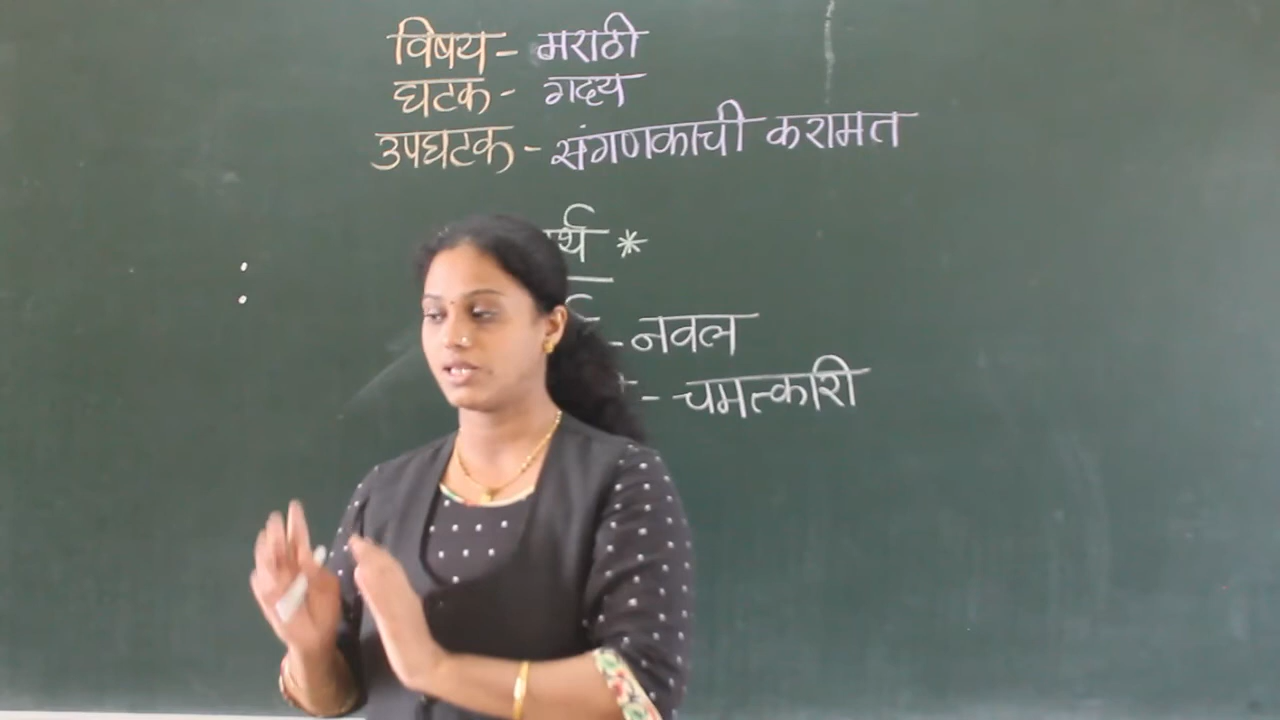 विषय - मराठी
घटक - गद्य
उपघटक - संगणकाची करामत
*
- नवल
- चमत्कारी